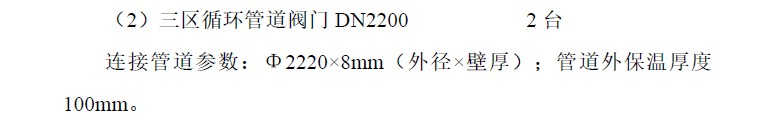 （2）三区循环管道阀门 DN2200 2 台
连接管道参数：Φ2220×8mm（外径×壁厚）；管道外保温厚度
100mm。